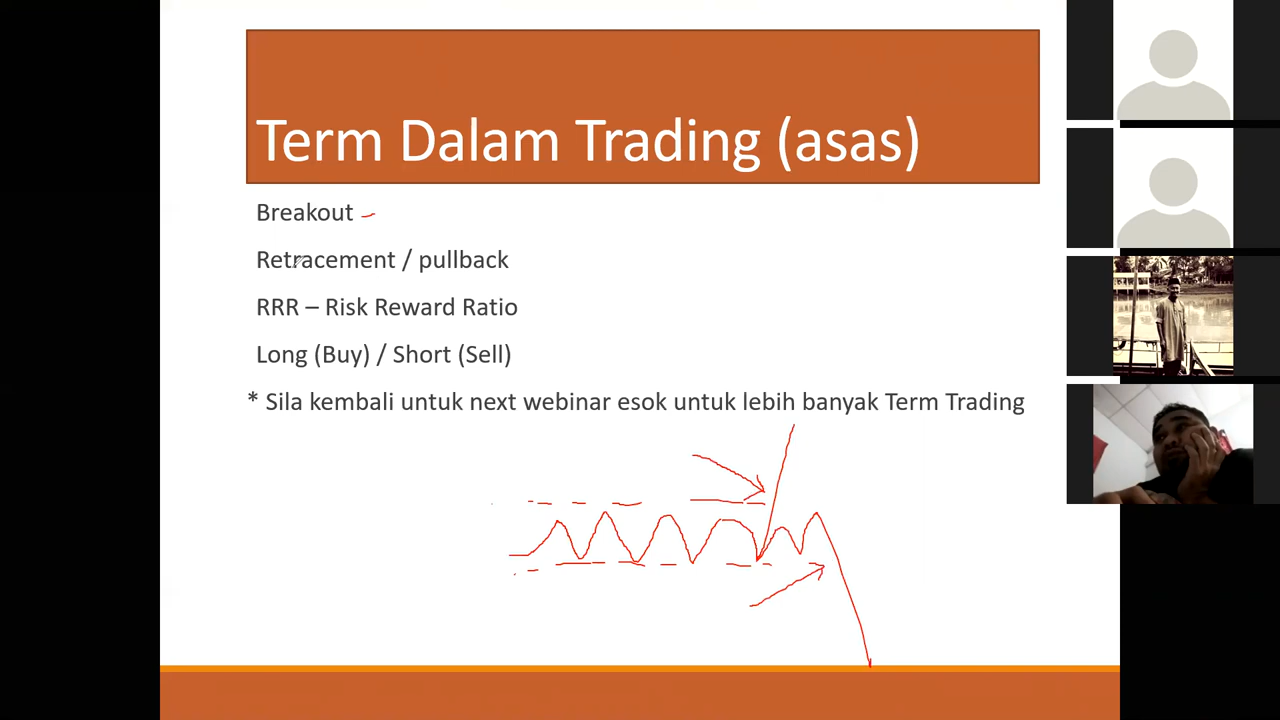 Term Dalam Trading (asas)
Breakout
Retracement / pullback
RRR – Risk Reward Ratio
Long (Buy) / Short (Sell)
* Sila kembali untuk next webinar esok untuk lebih banyak Term Trading